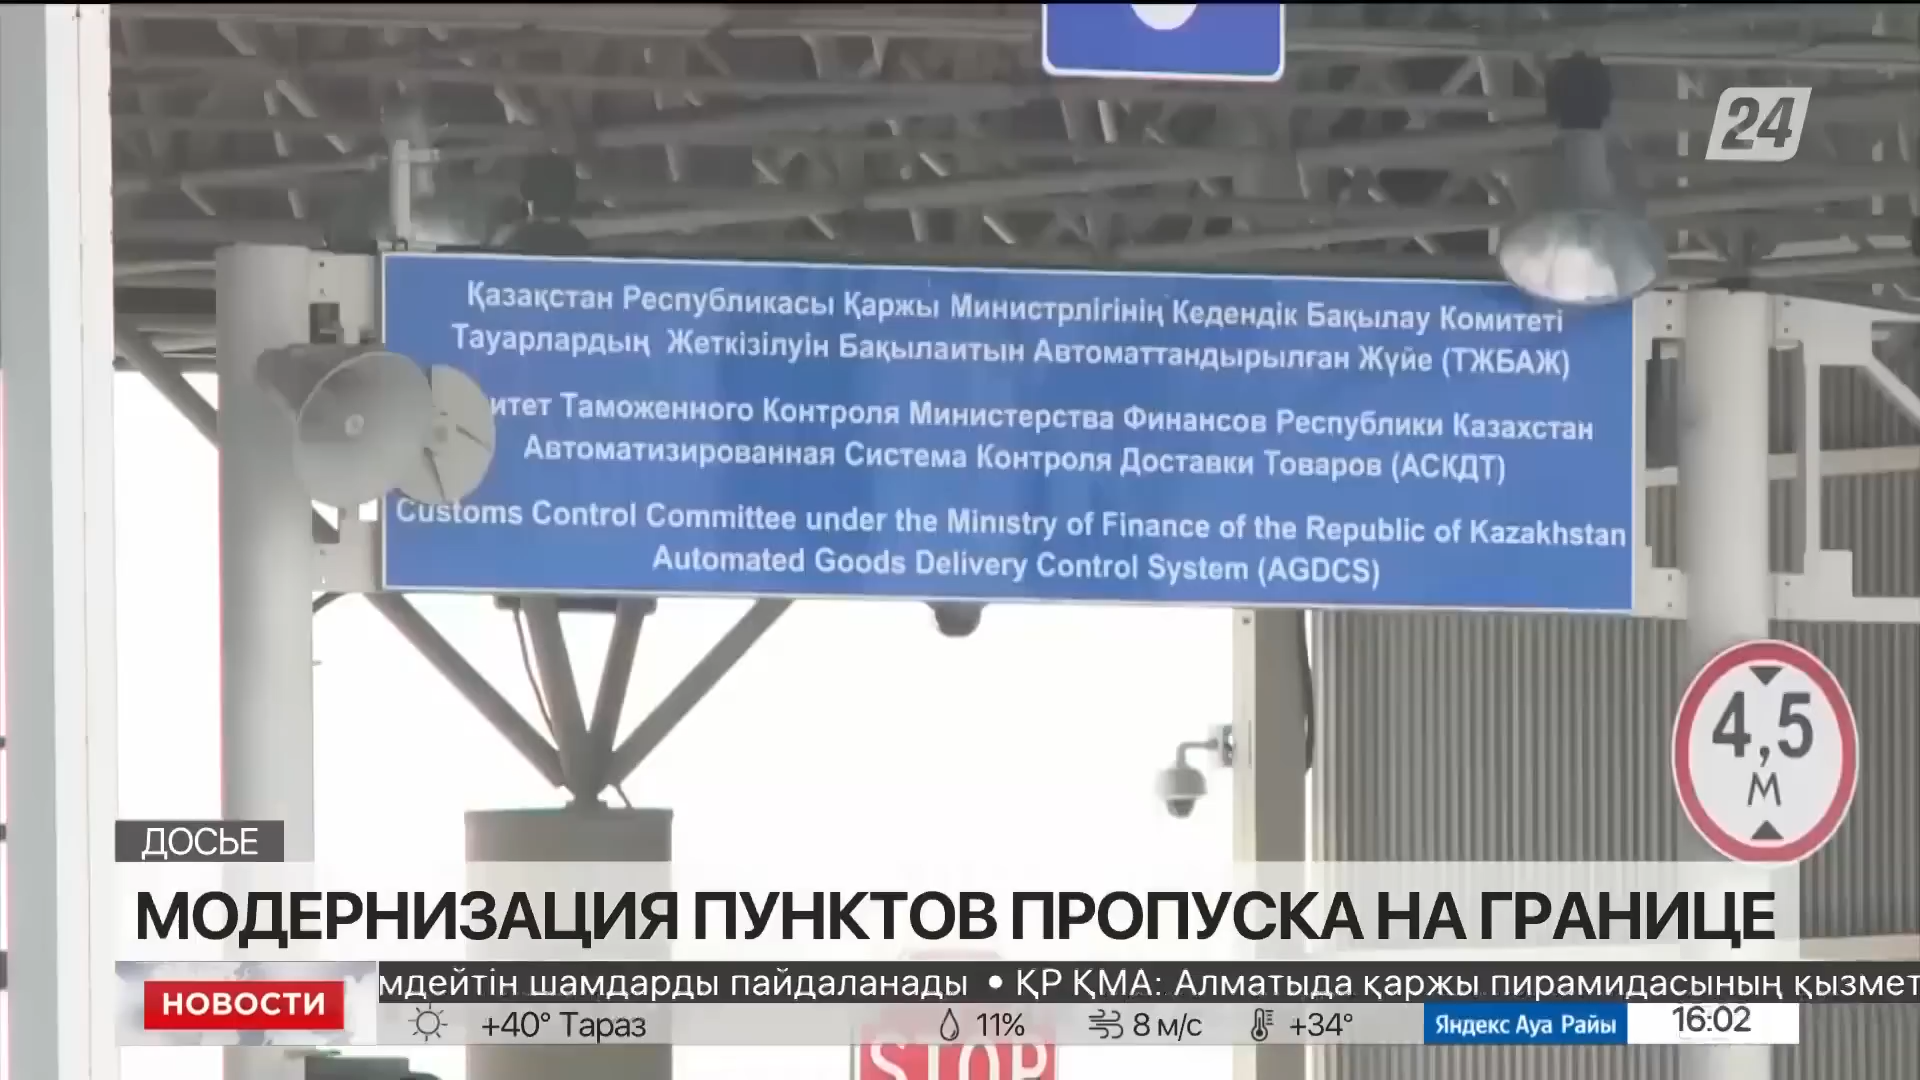 24
Қазақстан Республикасы Қаржы Министрлігінің Кедендік Бақылау Комитеті
Тауарлардың Жеткізілуін Бақылаитын Автоматтандырылған Жүйе (ТЖБАЖ)
итет Таможенного Контроля Министерства Финансов Республики Казахстан
Автоматизированная Система Контроля Доставки Товаров (АСКДТ)
Customs Control Committee under the Ministry of Finance of the Republic of Kazakhstan
Automated Goods Delivery Control System (AGDCS)
4,5
М
ДОСЬЕ
МОДЕРНИЗАЦИЯ ПУНКТОВ ПРОПУСКА НА ГРАНИЦЕ
НОВОСТИ
мдейтін шамдарды пайдаланады • ҚР ҚМА: Алматыда қаржы пирамидасының қызмет
+40° Тараз 11% 8 м/с +34° Яндекс Ауа Райы 16:02
STOP